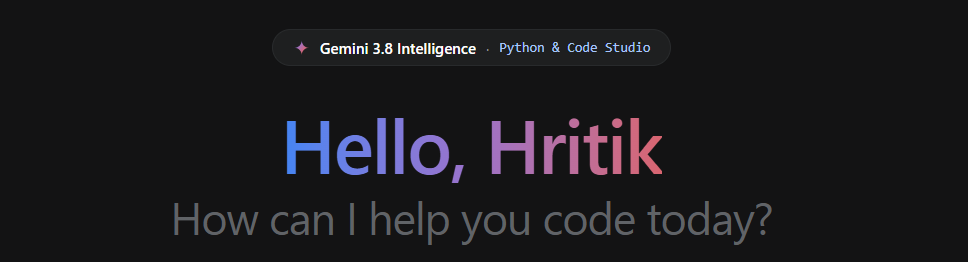 Gemini 3.8 Intelligence · Python & Code Studio
Hello, Hritik
How can I help you code today?